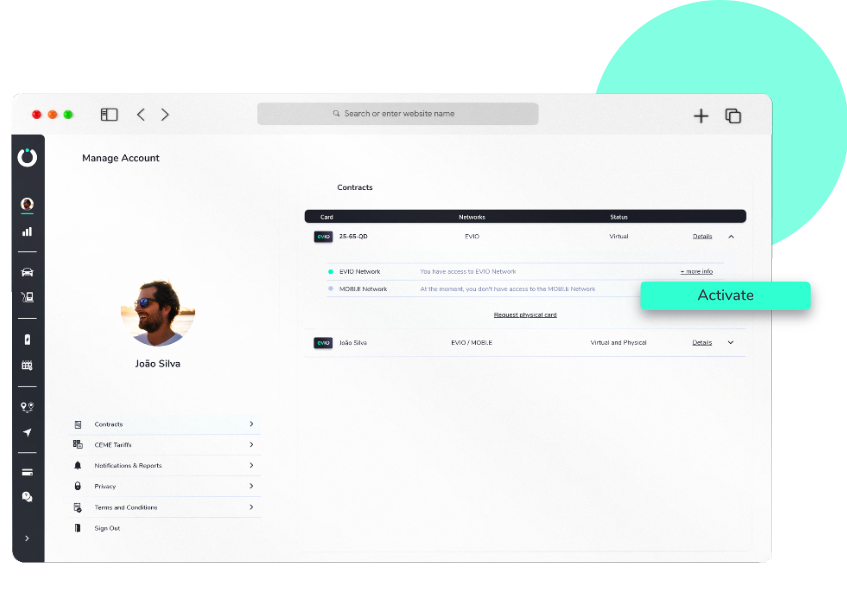 Search or enter website name
Manage Account
Contracts
Card Networks Status
EVIO 25-65-QD EVIO Virtual Details
EVIO Network You have access to EVIO Network + more info
MOBI.E Network At the moment, you don't have access to the MOBI.E Network
Activate
Request physical card
EVIO João Silva EVIO / MOBI.E Virtual and Physical Details
João Silva
Contracts
CEME Tariffs
Notifications & Reports
Privacy
Terms and Conditions
Sign Out